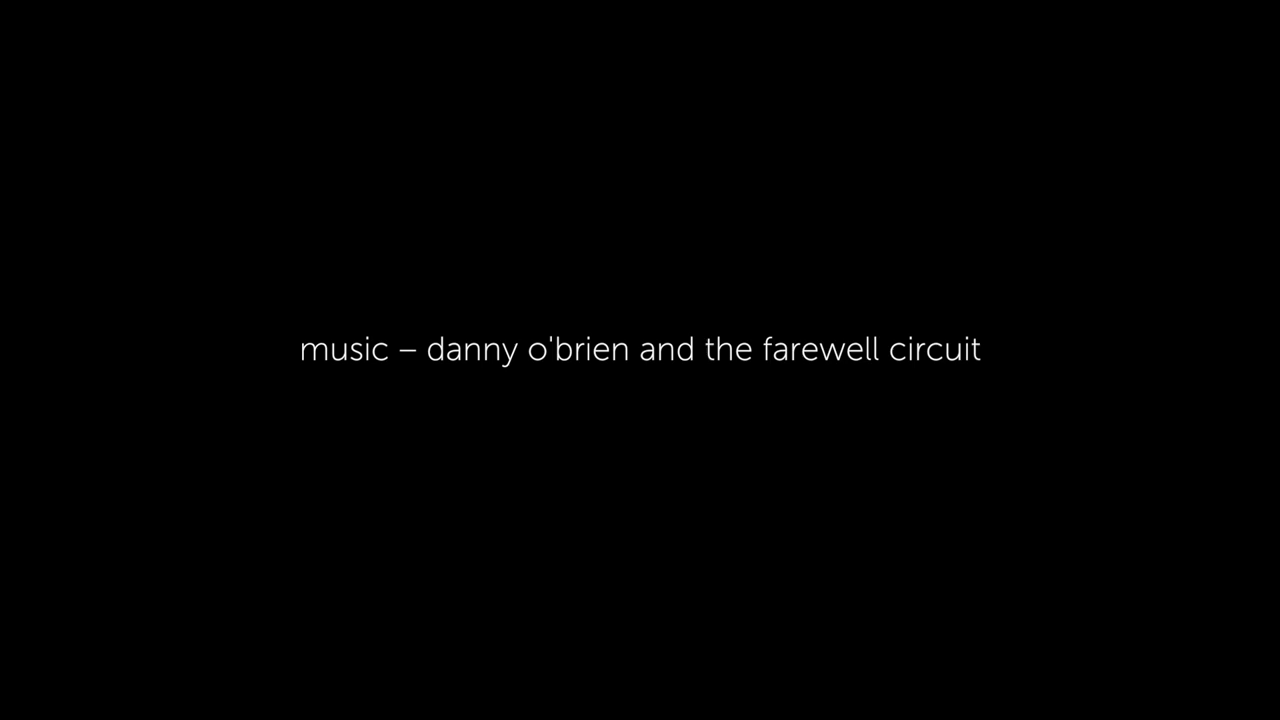 music – danny o'brien and the farewell circuit